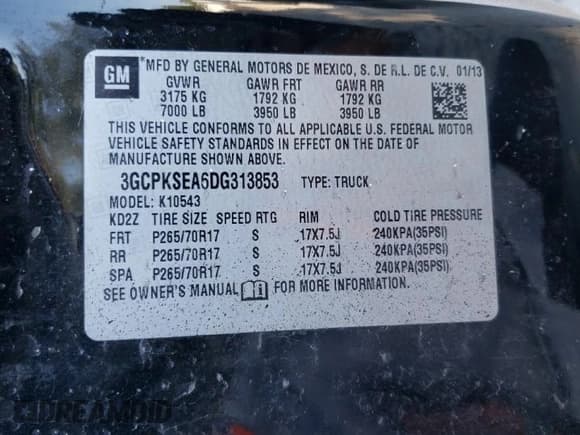 GM
*MFD BY GENERAL MOTORS DE MEXICO, S. DE R.L. DE C.V. 01/13
GVWR GAWR FRT GAWR RR
3175 KG 1792 KG 1792 KG
7000 LB 3950 LB 3950 LB
THIS VEHICLE CONFORMS TO ALL APPLICABLE U.S. FEDERAL MOTOR
VEHICLE SAFETY STANDARDS IN EFFECT ON THE DATE OF
MANUFACTURE SHOWN ABOVE.
3GCPKSEA6DG313853 TYPE: TRUCK
MODEL: K10543
KD2Z TIRE SIZE SPEED RTG RIM COLD TIRE PRESSURE
FRT P265/70R17 S 17X7.5J 240KPA(35PSI)
RR P265/70R17 S 17X7.5J 240KPA(35PSI)
SPA P265/70R17 S 17X7.5J 240KPA(35PSI)
SEE OWNER'S MANUAL FOR MORE INFORMATION.